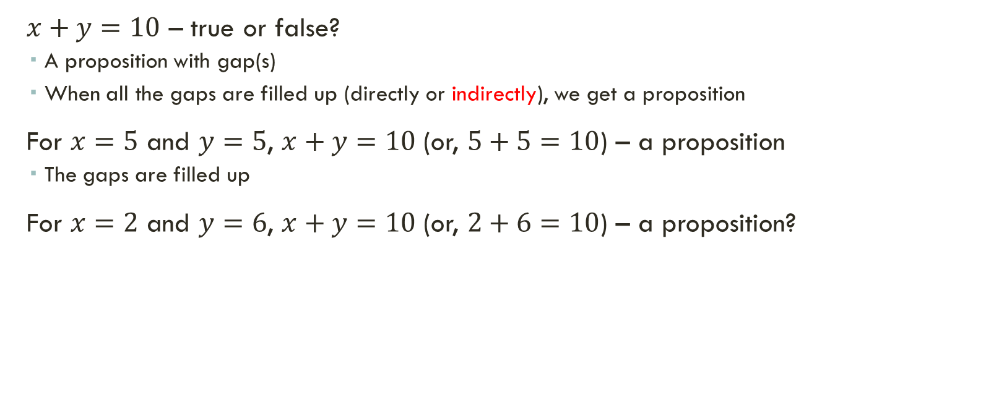 x + y = 10 – true or false?
▪ A proposition with gap(s)
▪ When all the gaps are filled up (directly or indirectly), we get a proposition
For x = 5 and y = 5, x + y = 10 (or, 5 + 5 = 10) – a proposition
▪ The gaps are filled up
For x = 2 and y = 6, x + y = 10 (or, 2 + 6 = 10) – a proposition?